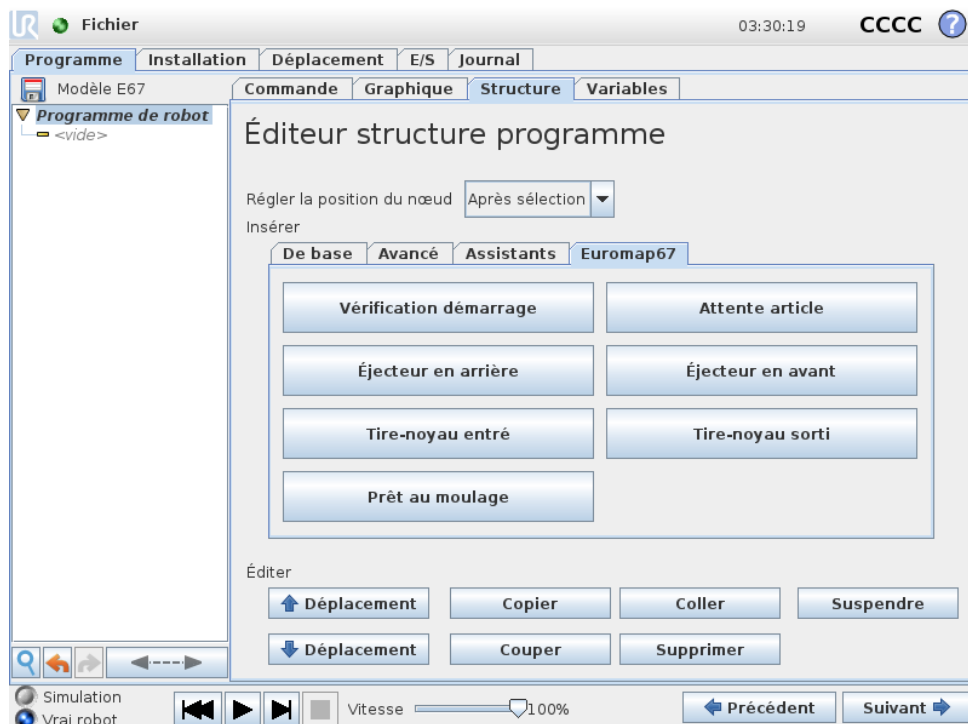 UR Fichier 03:30:19 CCCC ?
Programme Installation Déplacement E/S Journal
Modèle E67
Commande Graphique Structure Variables
Programme de robot
<vide>
Éditeur structure programme
Régler la position du nœud Après sélection
Insérer
De base Avancé Assistants Euromap67
Vérification démarrage Attente article
Éjecteur en arrière Éjecteur en avant
Tire-noyau entré Tire-noyau sorti
Prêt au moulage
Éditer
Déplacement Copier Coller Suspendre
Déplacement Couper Supprimer
Simulation
Vrai robot
Vitesse 100%
Précédent Suivant